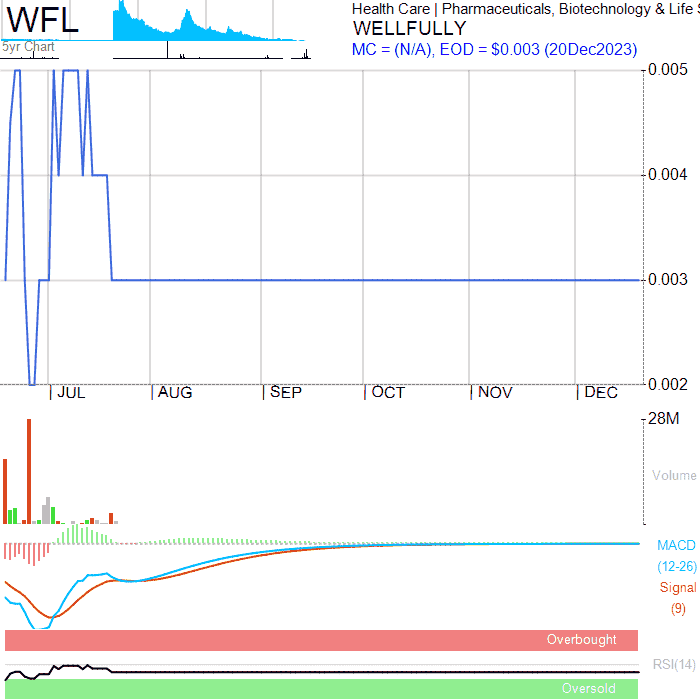 WFL
5yr Chart
Health Care | Pharmaceuticals, Biotechnology & Life
WELLFULLY
MC = (N/A), EOD = $0.003 (20Dec2023)
0.005
0.004
0.003
0.002
JUL AUG SEP OCT NOV DEC
28M
Volume
MACD
(12-26)
Signal
(9)
Overbought
RSI(14)
Oversold